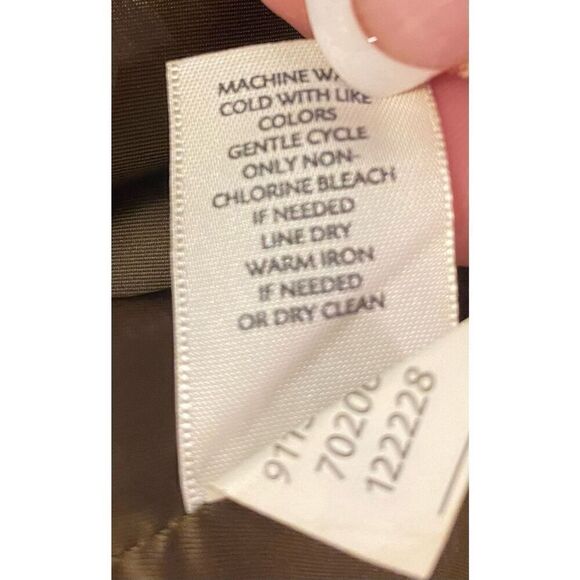 MACHINE
COLD WITH LIKE
COLORS
GENTLE CYCLE
ONLY NON-
CHLORINE BLEACH
IF NEEDED
LINE DRY
WARM IRON
IF NEEDED
OR DRY CLEAN
122228